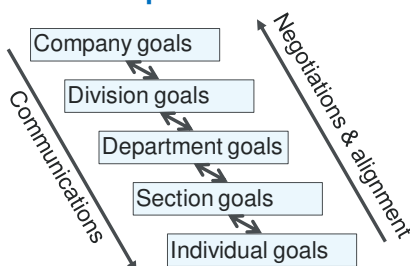 Company goals
Division goals
Department goals
Section goals
Individual goals
Communications
Negotiations & alignment